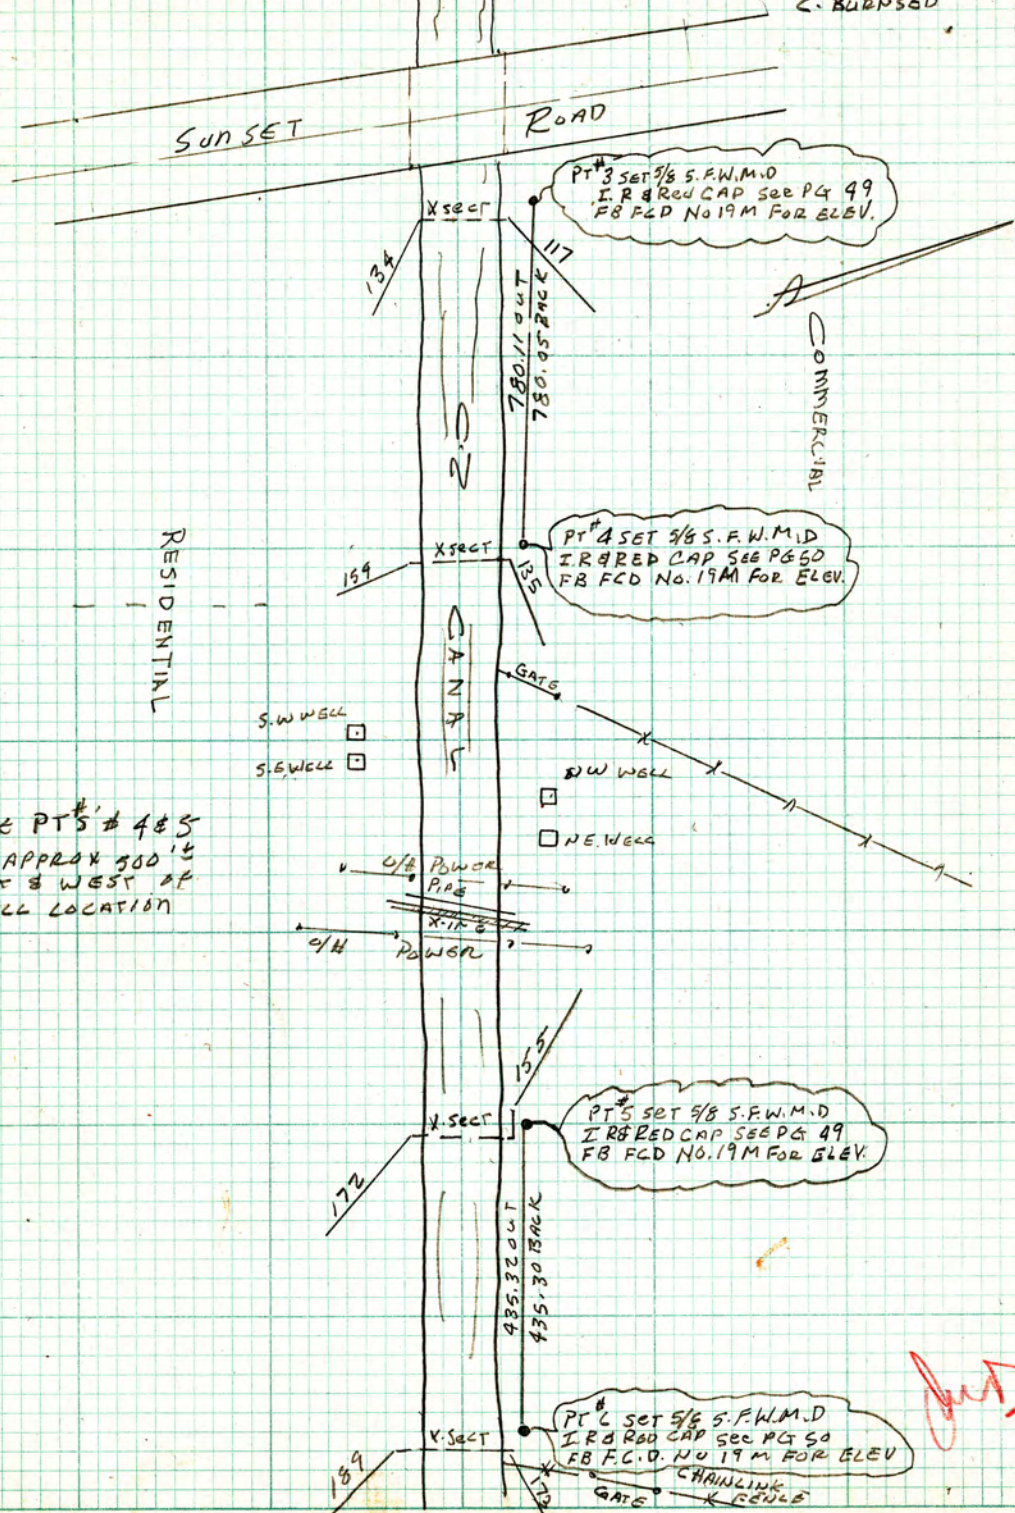 C. BURNSED
SunSET ROAD
PT #3 SET 5/8 S.F.W.M.D
I.R & Red CAP See PG 49
FB FCD No 19M FOR ELEV.
X sect
134
117
780.11 OUT
780.05 BACK
COMMERCIAL
C-2
PT #4 SET 5/8 S.F.W.M.D
I.R & RED CAP SEE PG 50
FB FCD No. 19M FOR ELEV.
X SECT
159
135
RESIDENTIAL
CANAL
GATE
S.W WELL
S.E. WELL
NW WELL
N.E. WELL
PT'S # 4 & 5
APPROX 500'±
& WEST OF
LOCATION
O/H POWER
PIPE
X-ING
O/H POWER
155
X-SECT
PT #5 SET 5/8 S.F.W.M.D
I R & RED CAP SEE PG 49
FB FCD NO. 19M FOR ELEV.
172
435.32 OUT
435.30 BACK
PT #6 SET 5/8 S.F.W.M.D
I.R & RED CAP See PG 50
FB F.C.D. NO 19M FOR ELEV
X-SECT
189
172
GATE
CHAINLINK
FENCE